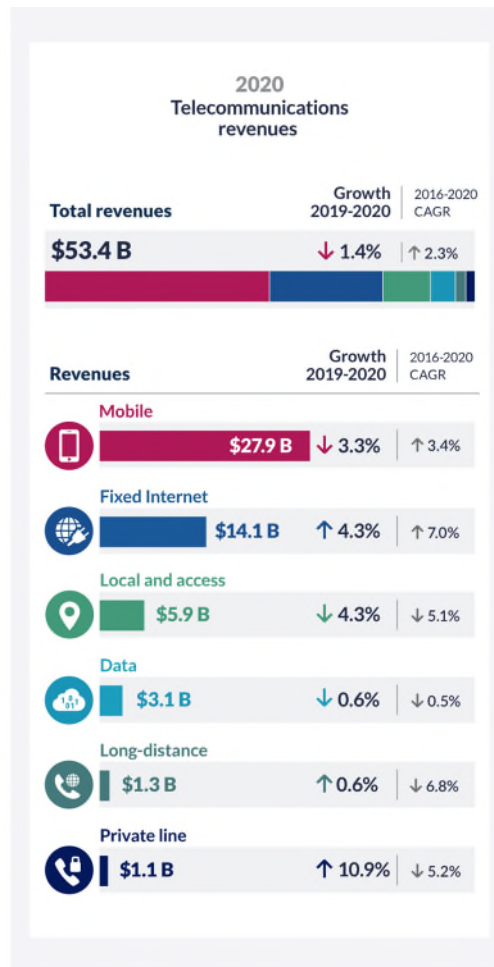 2020
Telecommunications
revenues
Total revenues
Growth
2019-2020
2016-2020
CAGR
$53.4 B
↓ 1.4%
↑ 2.3%
Revenues
Growth
2019-2020
2016-2020
CAGR
Mobile
$27.9 B ↓ 3.3% ↑ 3.4%
Fixed Internet
$14.1 B ↑ 4.3% ↑ 7.0%
Local and access
$5.9 B ↓ 4.3% ↓ 5.1%
Data
$3.1 B ↓ 0.6% ↓ 0.5%
Long-distance
$1.3 B ↑ 0.6% ↓ 6.8%
Private line
$1.1 B ↑ 10.9% ↓ 5.2%